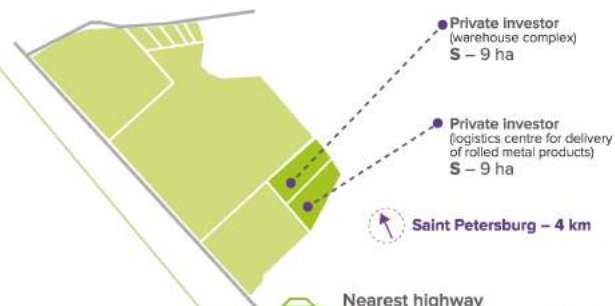 Private investor
(warehouse complex)
S – 9 ha
Private investor
(logistics centre for delivery
of rolled metal products)
S – 9 ha
Saint Petersburg – 4 km
Nearest highway